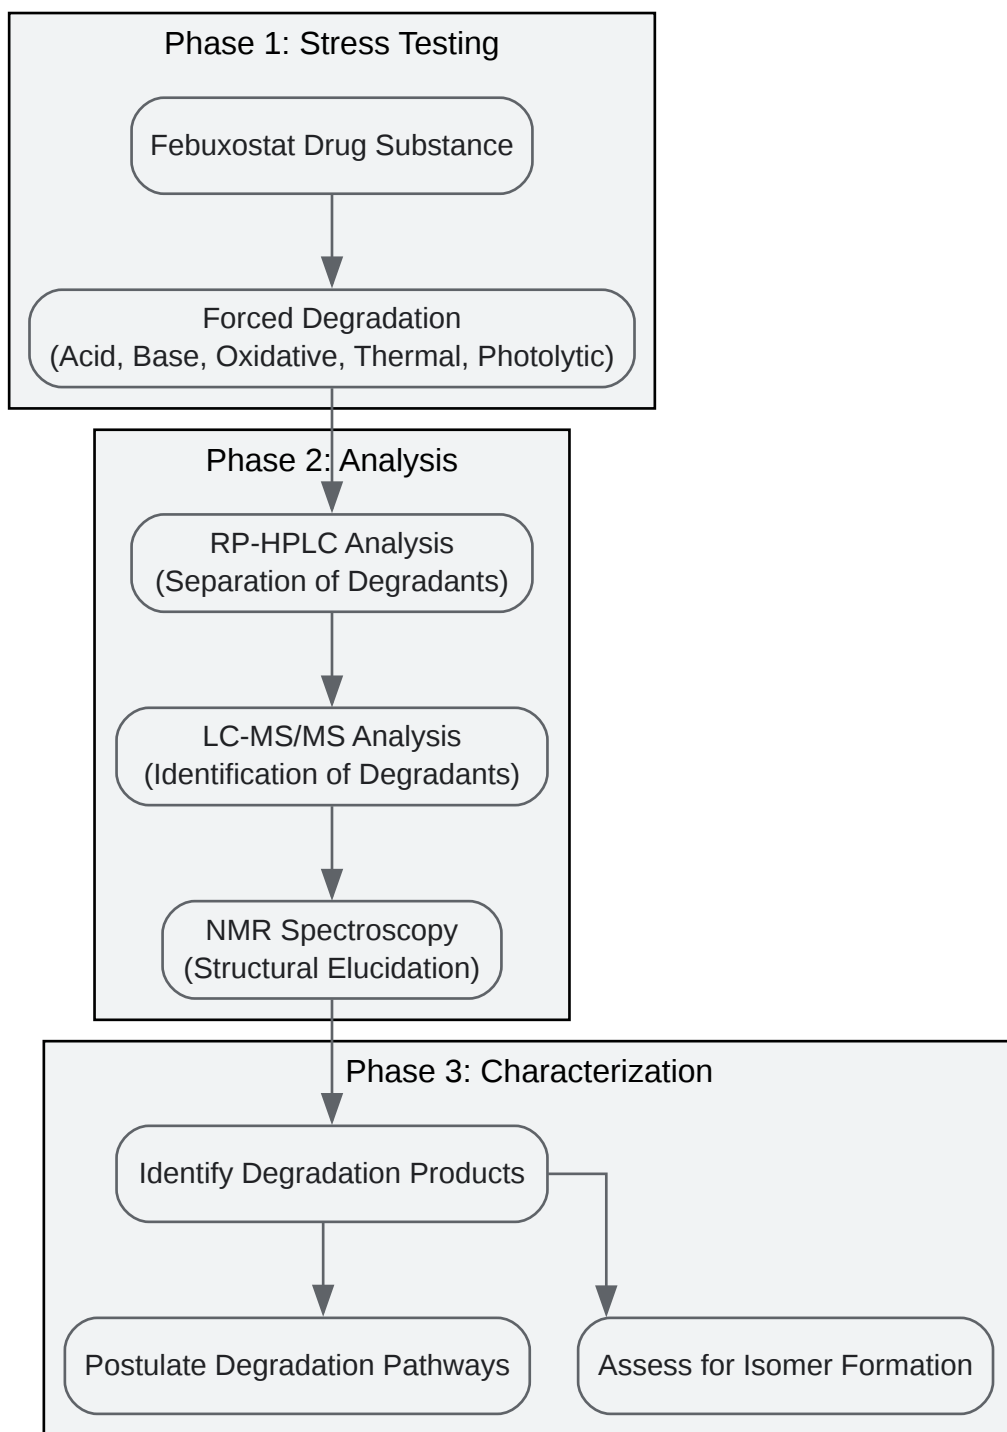 Phase 1: Stress Testing
Febuxostat Drug Substance
Forced Degradation
(Acid, Base, Oxidative, Thermal, Photolytic)
Phase 2: Analysis
RP-HPLC Analysis
(Separation of Degradants)
LC-MS/MS Analysis
(Identification of Degradants)
NMR Spectroscopy
(Structural Elucidation)
Phase 3: Characterization
Identify Degradation Products
Postulate Degradation Pathways
Assess for Isomer Formation